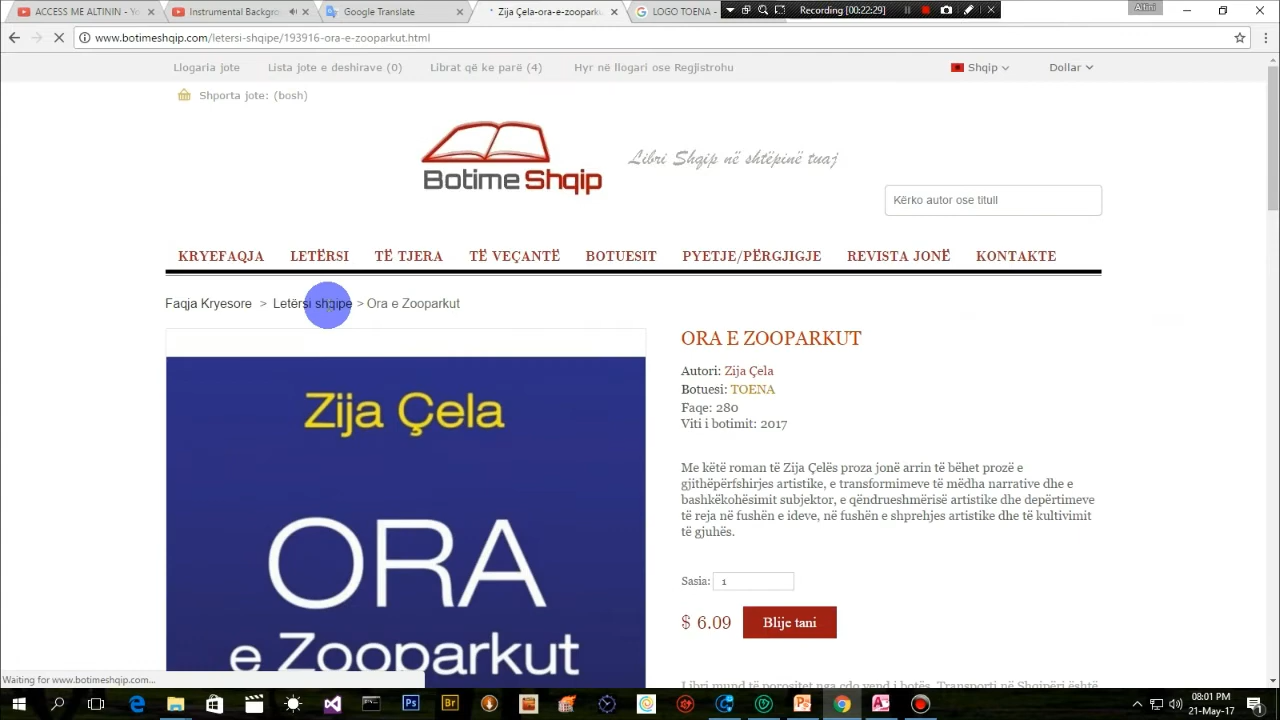 ACCESS ME ALTININ - Yo
Instrumental Backgro
Google Translate
Zija Çela-ora-e-zooparku
LOGO TOENA -
Recording [00:22:29]
Altini
www.botimeshqip.com/letersi-shqipe/193916-ora-e-zooparkut.html
Llogaria jote
Lista jote e deshirave (0)
Librat që ke parë (4)
Hyr në llogari ose Regjistrohu
Shqip
Dollar
Shporta jote: (bosh)
Botime Shqip
Libri Shqip në shtëpinë tuaj
Kërko autor ose titull
KRYEFAQJA
LETËRSI
TË TJERA
TË VEÇANTË
BOTUESIT
PYETJE/PËRGJIGJE
REVISTA JONË
KONTAKTE
Faqja Kryesore > Letërsi shqipe > Ora e Zooparkut
Zija Çela
ORA
e Zooparkut
ORA E ZOOPARKUT
Autori: Zija Çela
Botuesi: TOENA
Faqe: 280
Viti i botimit: 2017
Me këtë roman të Zija Çelës proza jonë arrin të bëhet prozë e
gjithëpërfshirjes artistike, e transformimeve të mëdha narrative dhe e
bashkëkohësimit subjektor, e qëndrueshmërisë artistike dhe depërtimeve
të reja në fushën e ideve, në fushën e shprehjes artistike dhe të kultivimit
të gjuhës.
Sasia: 1
$ 6.09
Blije tani
Libri mund të porositet nga çdo vend i botës. Transporti në Shqipëri është
Waiting for www.botimeshqip.com...
08:01 PM
21-May-17